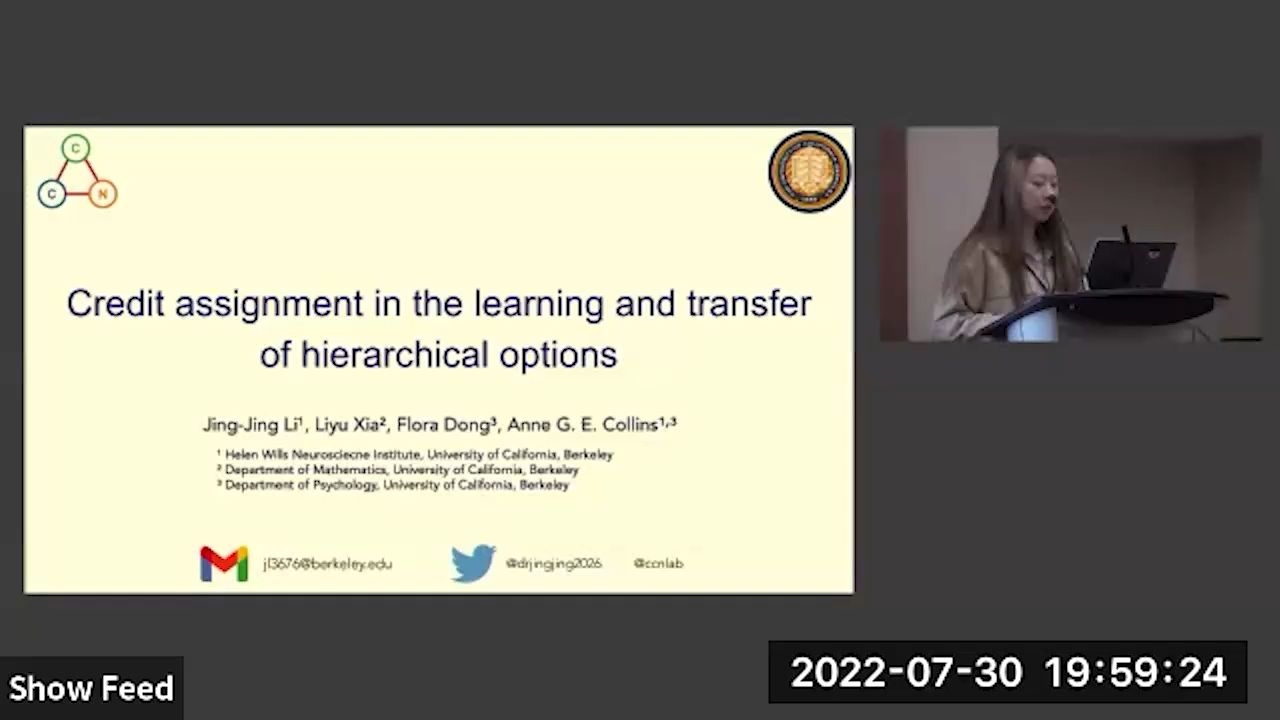 C
C
N
Credit assignment in the learning and transfer
of hierarchical options
Jing-Jing Li¹, Liyu Xia², Flora Dong³, Anne G. E. Collins¹,³
¹ Helen Wills Neurosciecne Institute, University of California, Berkeley
² Department of Mathematics, University of California, Berkeley
³ Department of Psychology, University of California, Berkeley
jl3676@berkeley.edu
@drjingjing2026
@ccnlab
Show Feed
2022-07-30 19:59:24